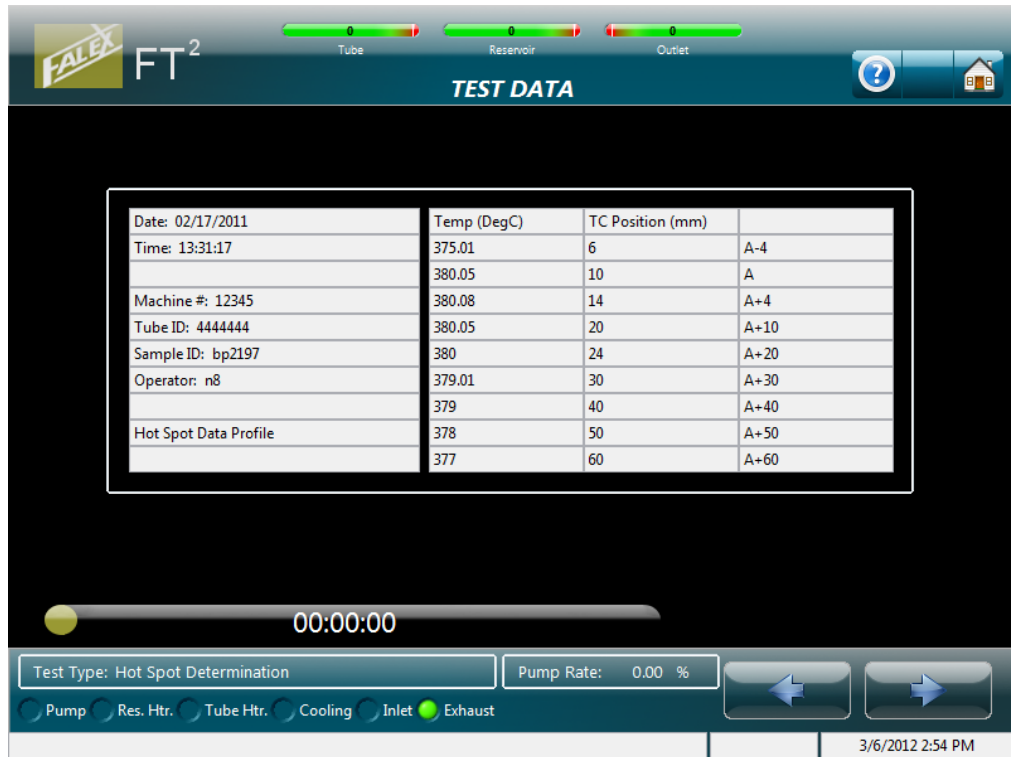 FALEX FT2
0 0 0
Tube Reservoir Outlet
TEST DATA
?
Date: 02/17/2011 Temp (DegC) TC Position (mm)
Time: 13:31:17 375.01 6 A-4
380.05 10 A
Machine #: 12345 380.08 14 A+4
Tube ID: 4444444 380.05 20 A+10
Sample ID: bp2197 380 24 A+20
Operator: n8 379.01 30 A+30
379 40 A+40
Hot Spot Data Profile 378 50 A+50
377 60 A+60
00:00:00
Test Type: Hot Spot Determination Pump Rate: 0.00 %
Pump Res. Htr. Tube Htr. Cooling Inlet Exhaust
3/6/2012 2:54 PM